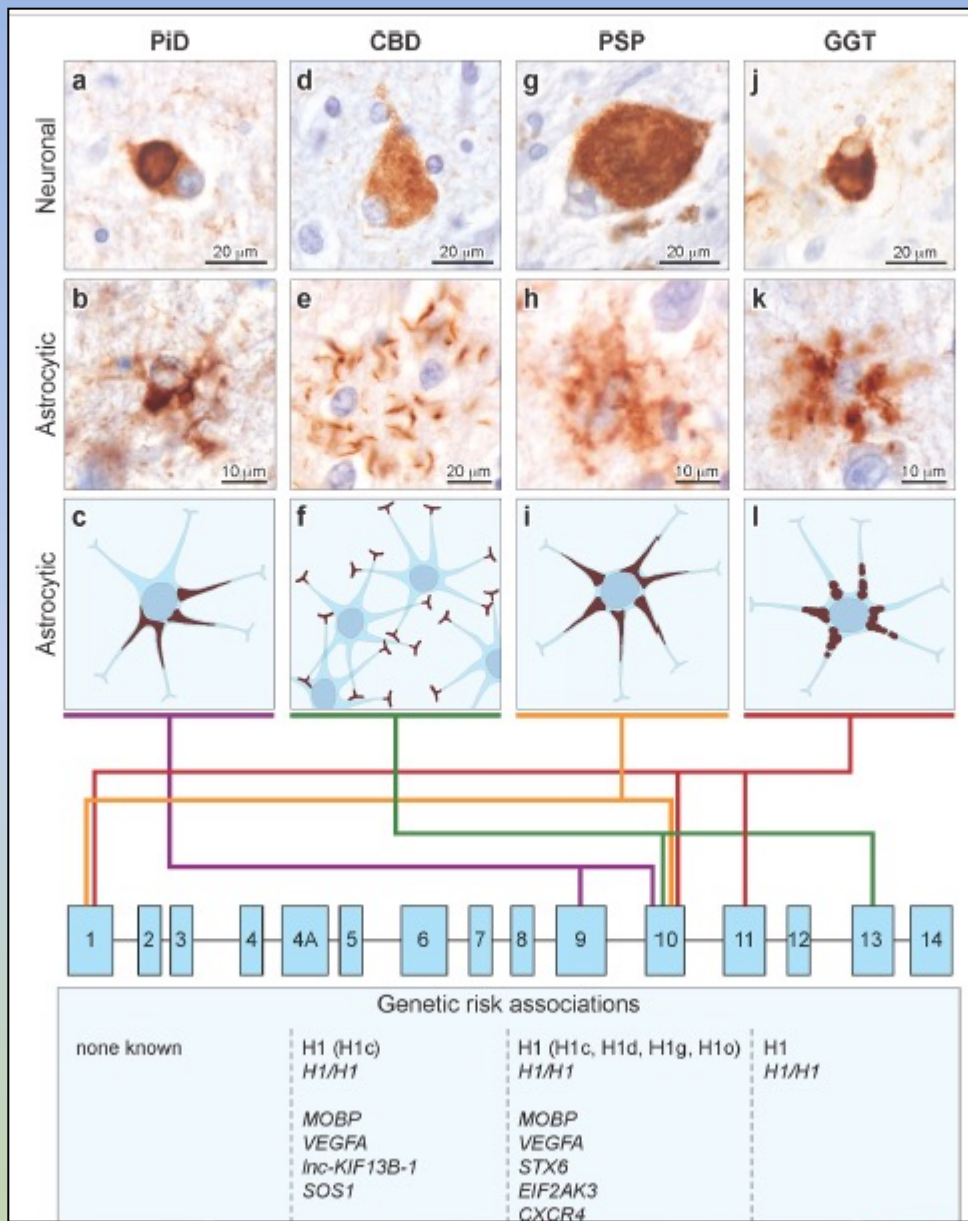 PiD CBD PSP GGT
Neuronal
a d g j
20 µm 20 µm 20 µm 20 µm
Astrocytic
b e h k
10 µm 20 µm 10 µm 10 µm
Astrocytic
c f i l
1 2 3 4 4A 5 6 7 8 9 10 11 12 13 14
Genetic risk associations
none known H1 (H1c) H1 (H1c, H1d, H1g, H1o) H1
H1/H1 H1/H1 H1/H1
MOBP MOBP
VEGFA VEGFA
lnc-KIF13B-1 STX6
SOS1 EIF2AK3
CXCR4